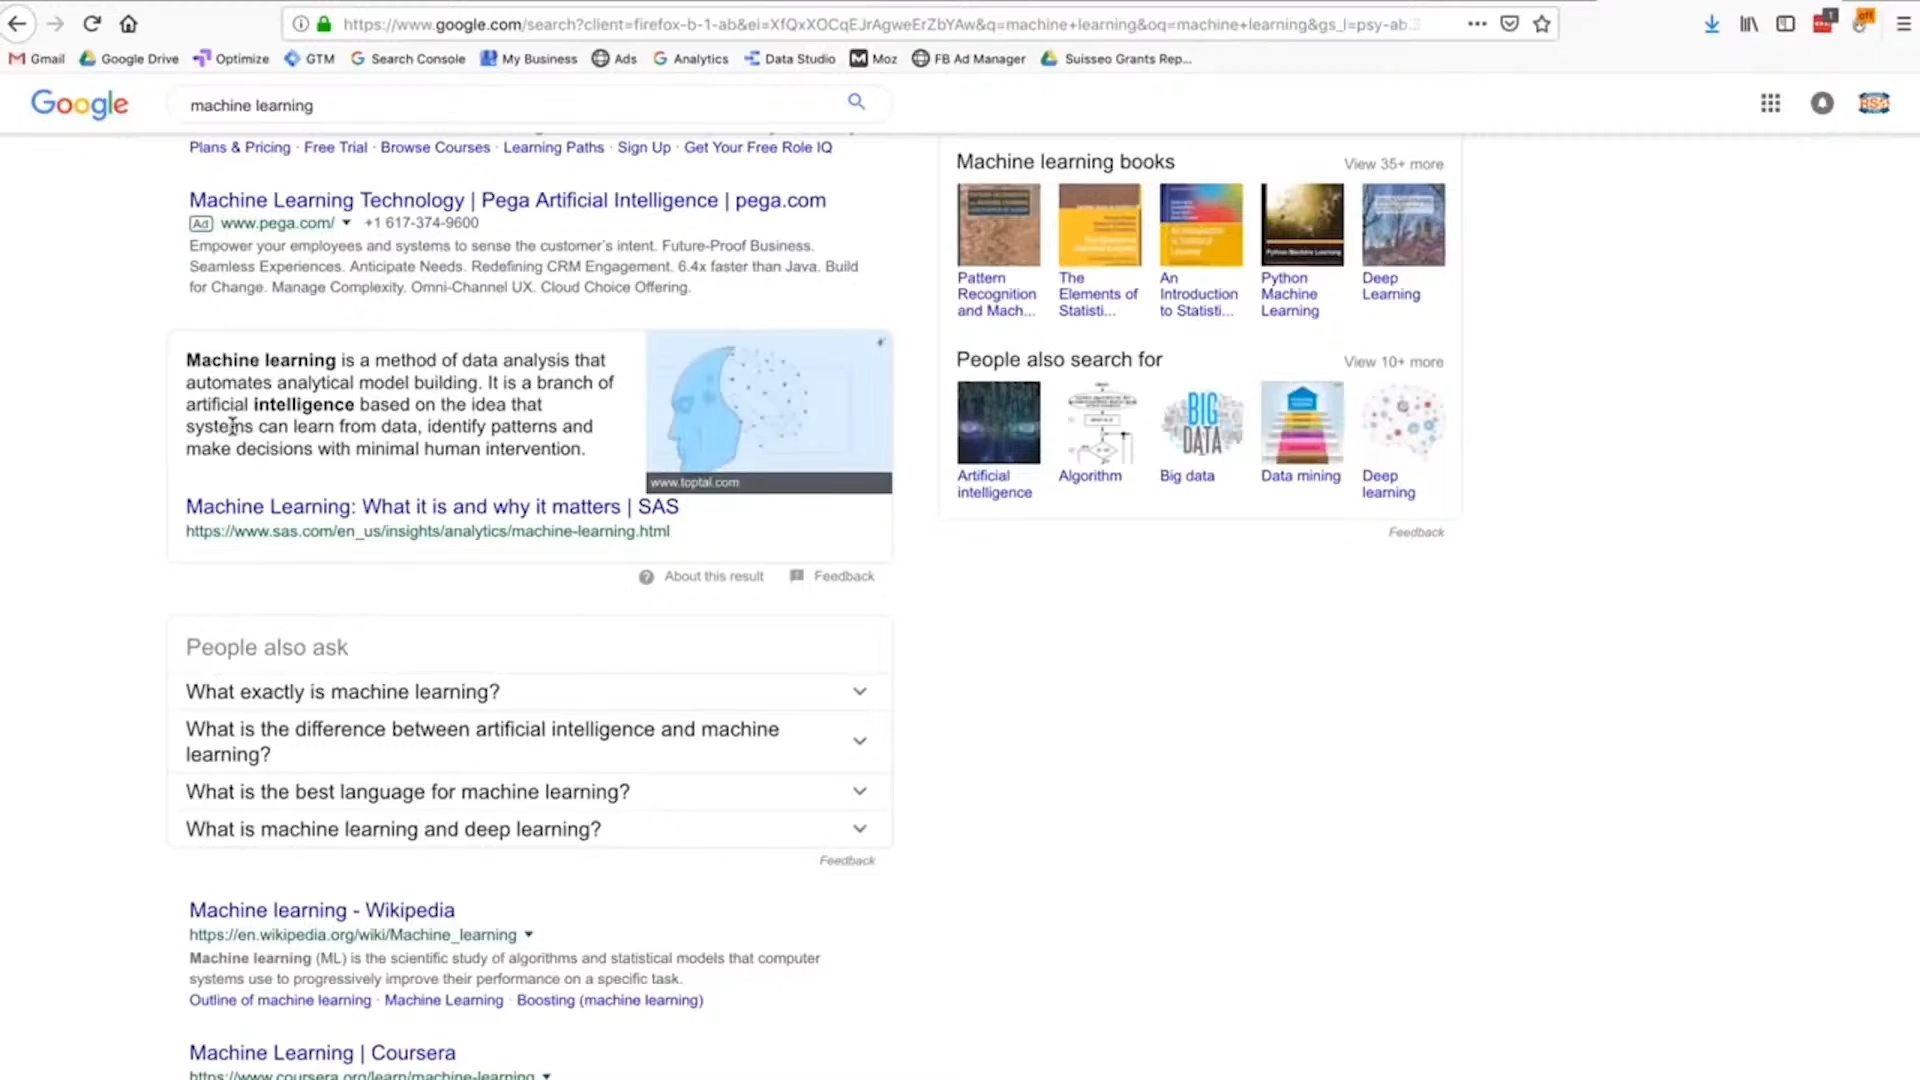 https://www.google.com/search?client=firefox-b-1-ab&ei=XfQxXOCqEJrAgweErZbYAw&q=machine+learning&oq=machine+learning&gs_l=psy-ab.
1
off
Gmail Google Drive Optimize GTM Search Console My Business Ads Analytics Data Studio Moz FB Ad Manager Suisseo Grants Rep...
Google
machine learning
Plans & Pricing · Free Trial · Browse Courses · Learning Paths · Sign Up · Get Your Free Role IQ
Machine Learning Technology | Pega Artificial Intelligence | pega.com
Ad www.pega.com/ +1 617-374-9600
Empower your employees and systems to sense the customer's intent. Future-Proof Business.
Seamless Experiences. Anticipate Needs. Redefining CRM Engagement. 6.4x faster than Java. Build
for Change. Manage Complexity. Omni-Channel UX. Cloud Choice Offering.
Machine learning is a method of data analysis that
automates analytical model building. It is a branch of
artificial intelligence based on the idea that
systems can learn from data, identify patterns and
make decisions with minimal human intervention.
www.toptal.com
Machine Learning: What it is and why it matters | SAS
https://www.sas.com/en_us/insights/analytics/machine-learning.html
About this result Feedback
People also ask
What exactly is machine learning?
What is the difference between artificial intelligence and machine
learning?
What is the best language for machine learning?
What is machine learning and deep learning?
Feedback
Machine learning - Wikipedia
https://en.wikipedia.org/wiki/Machine_learning
Machine learning (ML) is the scientific study of algorithms and statistical models that computer
systems use to progressively improve their performance on a specific task.
Outline of machine learning · Machine Learning · Boosting (machine learning)
Machine Learning | Coursera
https://www.coursera.org/learn/machine-learning
Machine learning books View 35+ more
Python Machine Learning
Pattern
Recognition
and Mach...
The
Elements of
Statisti...
An
Introduction
to Statisti...
Python
Machine
Learning
Deep
Learning
People also search for View 10+ more
BIG
DATA
Artificial
intelligence
Algorithm
Big data
Data mining
Deep
learning
Feedback